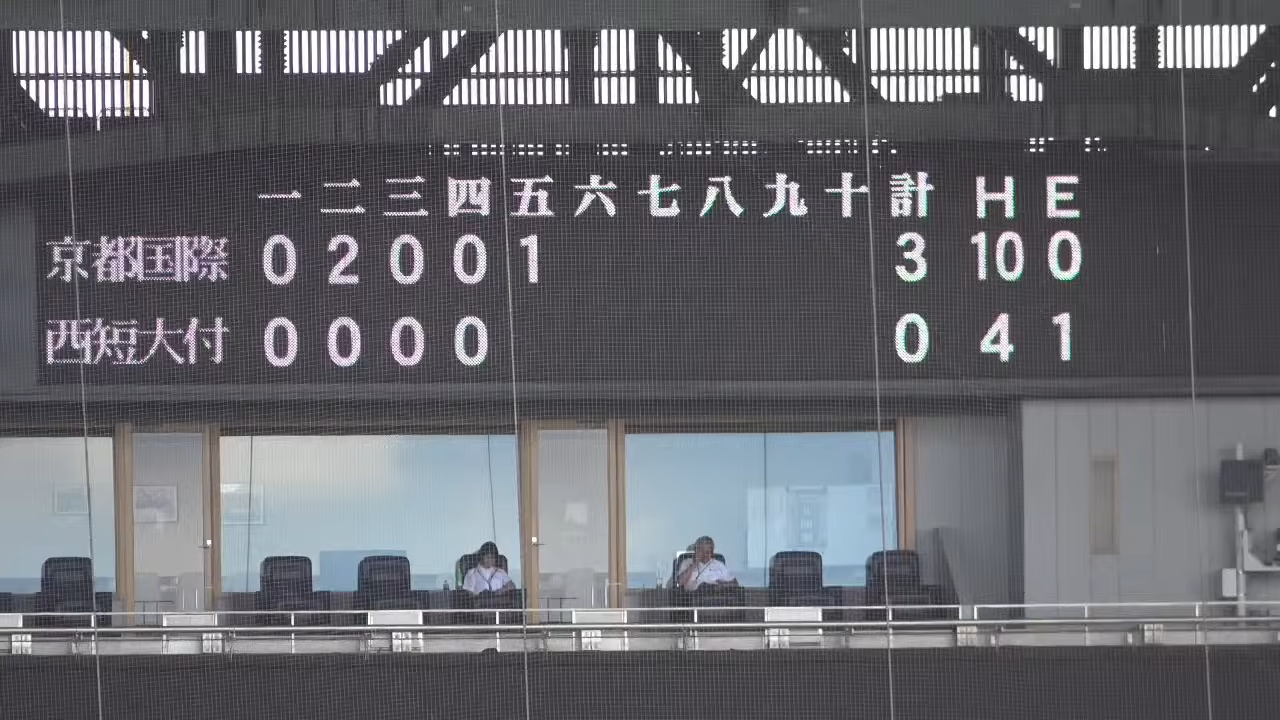 一 二 三 四 五 六 七 八 九 十 計 H E
京都国際 0 2 0 0 1 3 10 0
西短大付 0 0 0 0 0 4 1